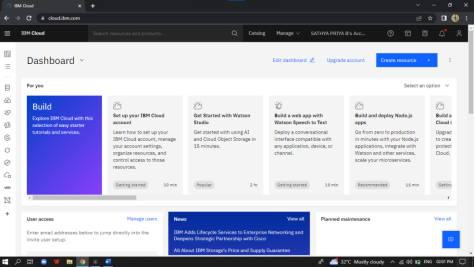 IBM Cloud
cloud.ibm.com
IBM Cloud
Search resources and products...
Catalog
Manage
SATHYA PRIYA B's Acc...
Dashboard
Edit dashboard
Upgrade account
Create resource +
For you
Select an option
Build
Explore IBM Cloud with this
selection of easy starter
tutorials and services.
Set up your IBM Cloud
account
Learn how to set up your
IBM Cloud account, manage
your account settings,
organize resources, and
control access to those
resources.
Getting started
10 min
Get Started with Watson
Studio
Get started with using AI
and Cloud Object Storage in
15 minutes.
Popular
2 hr
Build a web app with
Watson Speech to Text
Deploy a conversational
interface compatible with
any application, device, or
channel.
Getting started
15 min
Build and deploy Node.js
apps
Go from zero to production
in minutes with your Node.js
applications, integrate with
Watson and other services,
scale your microservices.
Recommended
15 min
Build a
Cloud I
Create
protect
Cloud.
Getting
User access
Manage users
Enter email addresses below to jump directly into the
invite user setup
News
View all
IBM Adds Lifecycle Services to Enterprise Networking and
Deepens Strategic Partnership with Cisco
All About IBM Storage's Price and Supply Guarantee
Planned maintenance
View all
32°C Mostly cloudy
ENG
02:07 PM